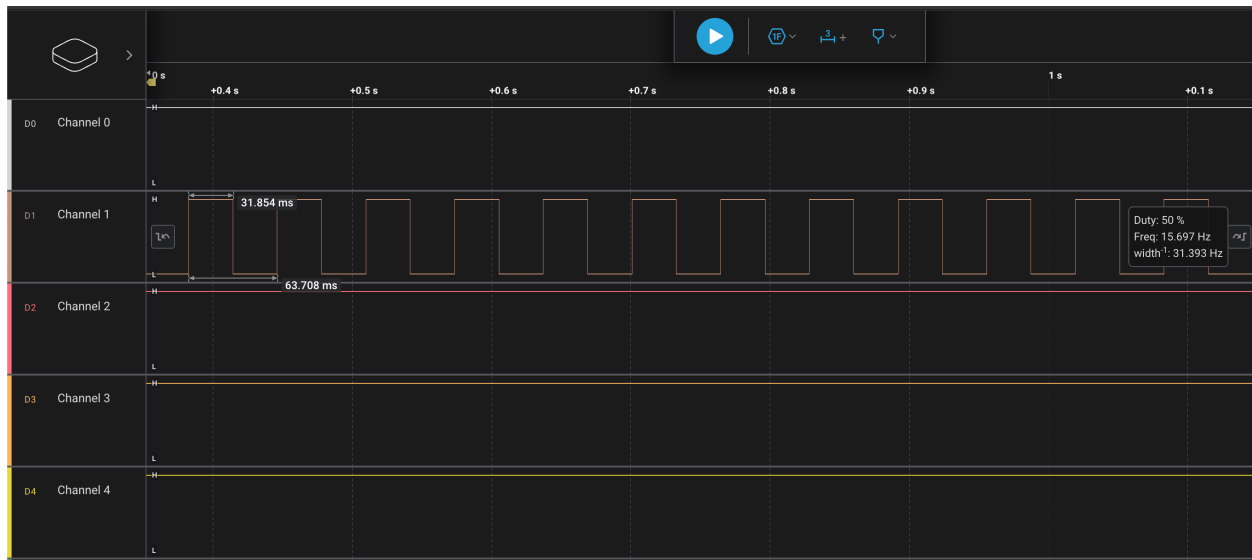 1F
3
+
0 s
1 s
+0.4 s
+0.5 s
+0.6 s
+0.7 s
+0.8 s
+0.9 s
+0.1 s
D0 Channel 0
H
L
D1 Channel 1
H
31.854 ms
L
63.708 ms
Duty: 50 %
Freq: 15.697 Hz
width⁻¹: 31.393 Hz
D2 Channel 2
H
L
D3 Channel 3
H
L
D4 Channel 4
H
L